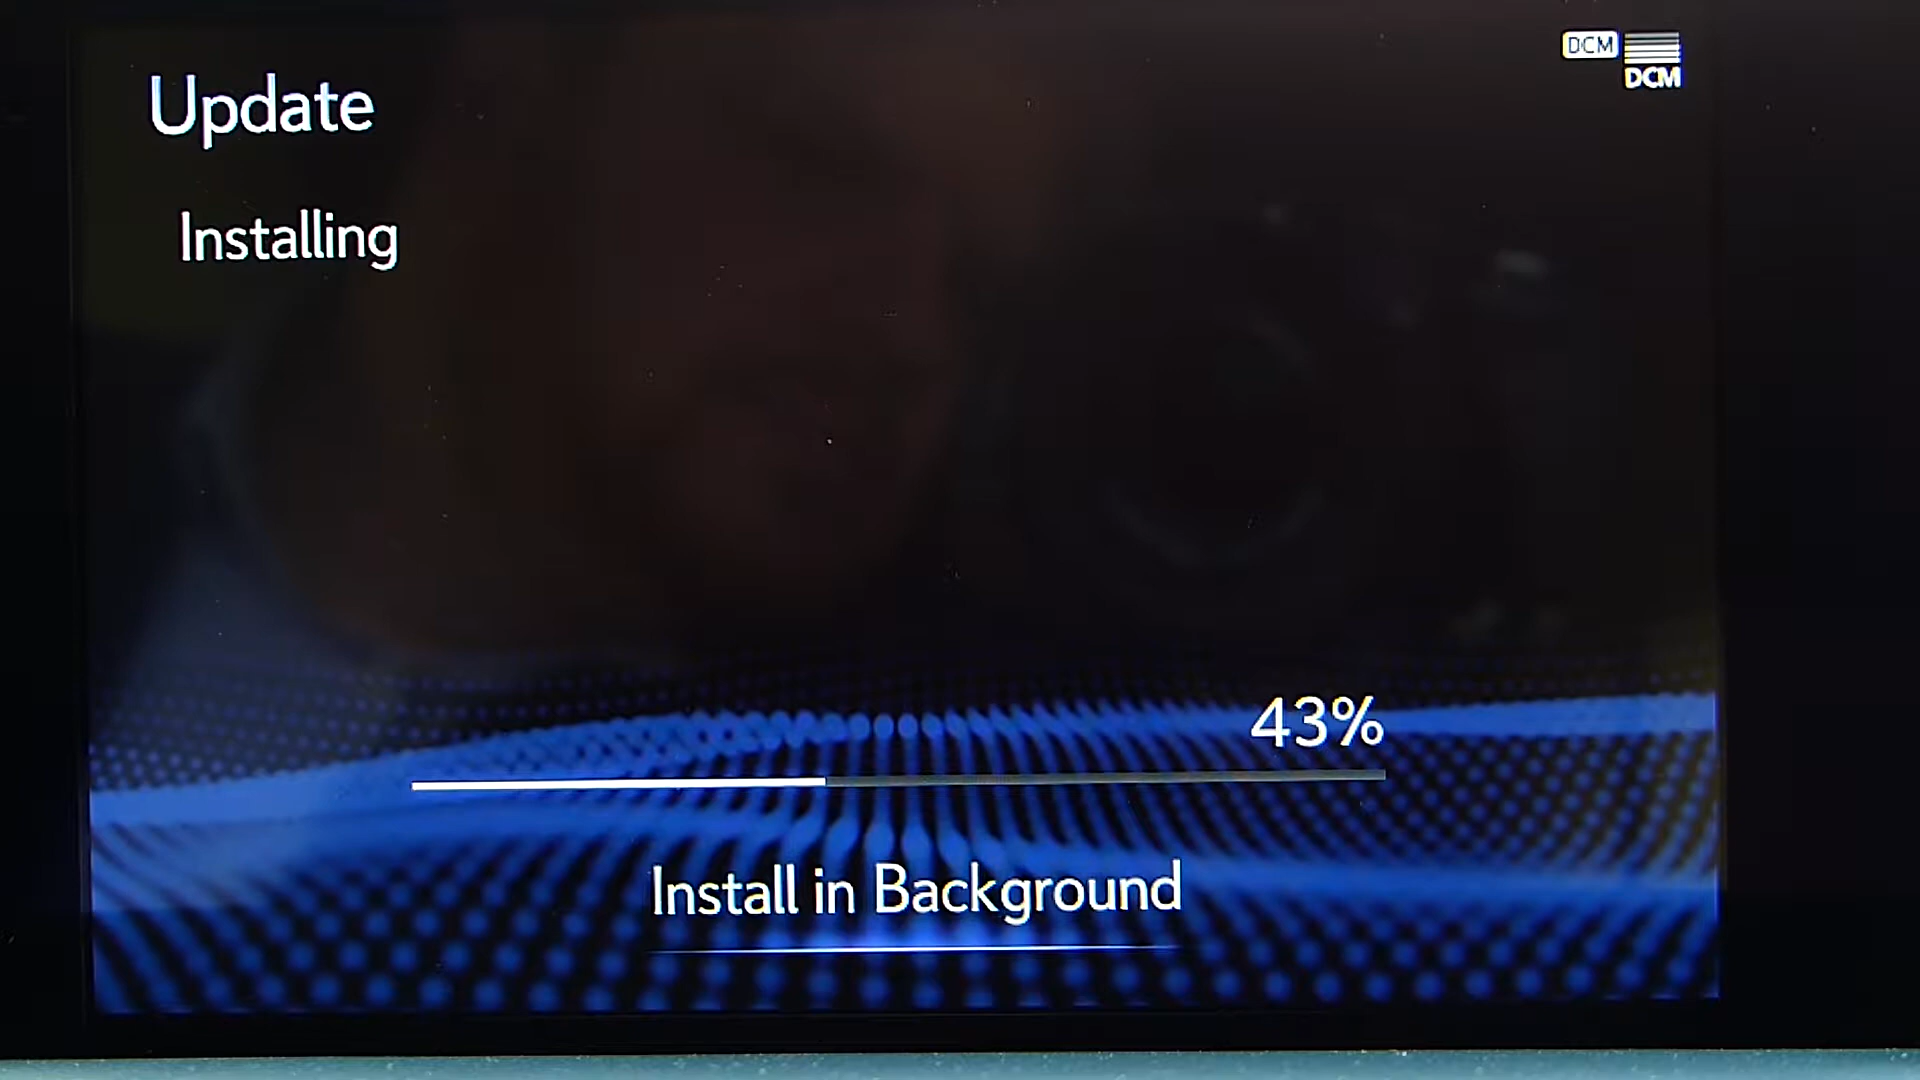 DCM
DCM
Update
Installing
43%
Install in Background